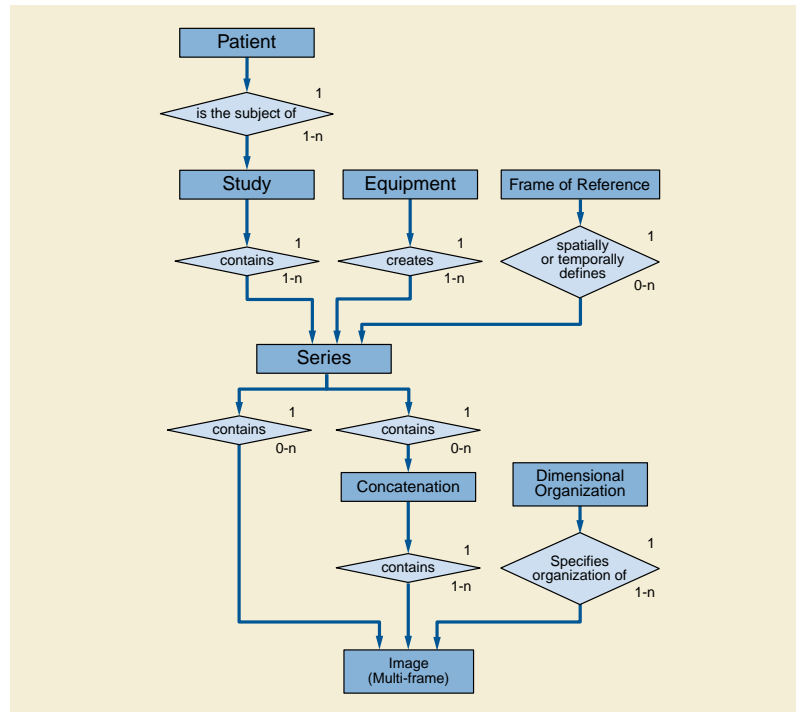 Patient
1
is the subject of
1-n
Study
Equipment
Frame of Reference
1
contains
1-n
1
creates
1-n
1
spatially
or temporally
defines
0-n
Series
1
contains
0-n
1
contains
0-n
Concatenation
Dimensional
Organization
1
contains
1-n
1
Specifies
organization of
1-n
Image
(Multi-frame)